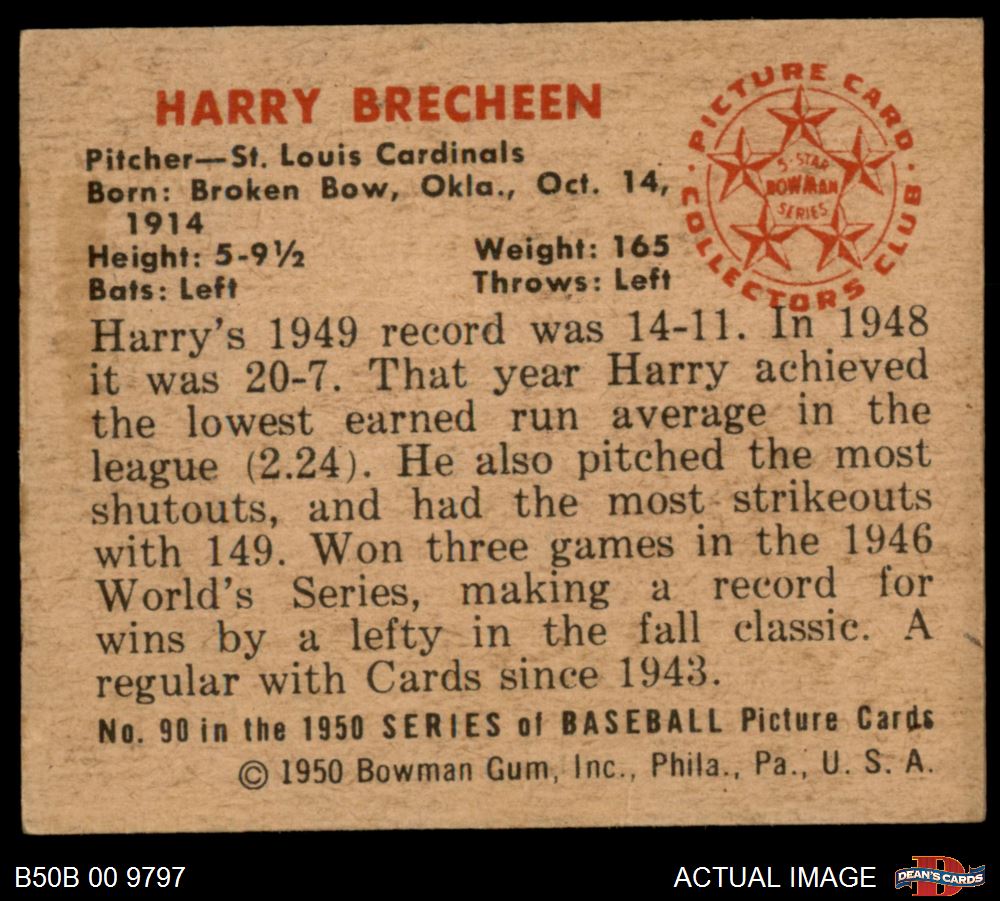 HARRY BRECHEEN
Pitcher—St. Louis Cardinals
Born: Broken Bow, Okla., Oct. 14,
1914
Height: 5-9½ Weight: 165
Bats: Left Throws: Left
PICTURE CARD
COLLECTORS CLUB
5-STAR
BOWMAN
SERIES
Harry's 1949 record was 14-11. In 1948
it was 20-7. That year Harry achieved
the lowest earned run average in the
league (2.24). He also pitched the most
shutouts, and had the most strikeouts
with 149. Won three games in the 1946
World's Series, making a record for
wins by a lefty in the fall classic. A
regular with Cards since 1943.
No. 90 in the 1950 SERIES of BASEBALL Picture Cards
© 1950 Bowman Gum, Inc., Phila., Pa., U. S. A.
B50B 00 9797
ACTUAL IMAGE
D
DEAN'S CARDS